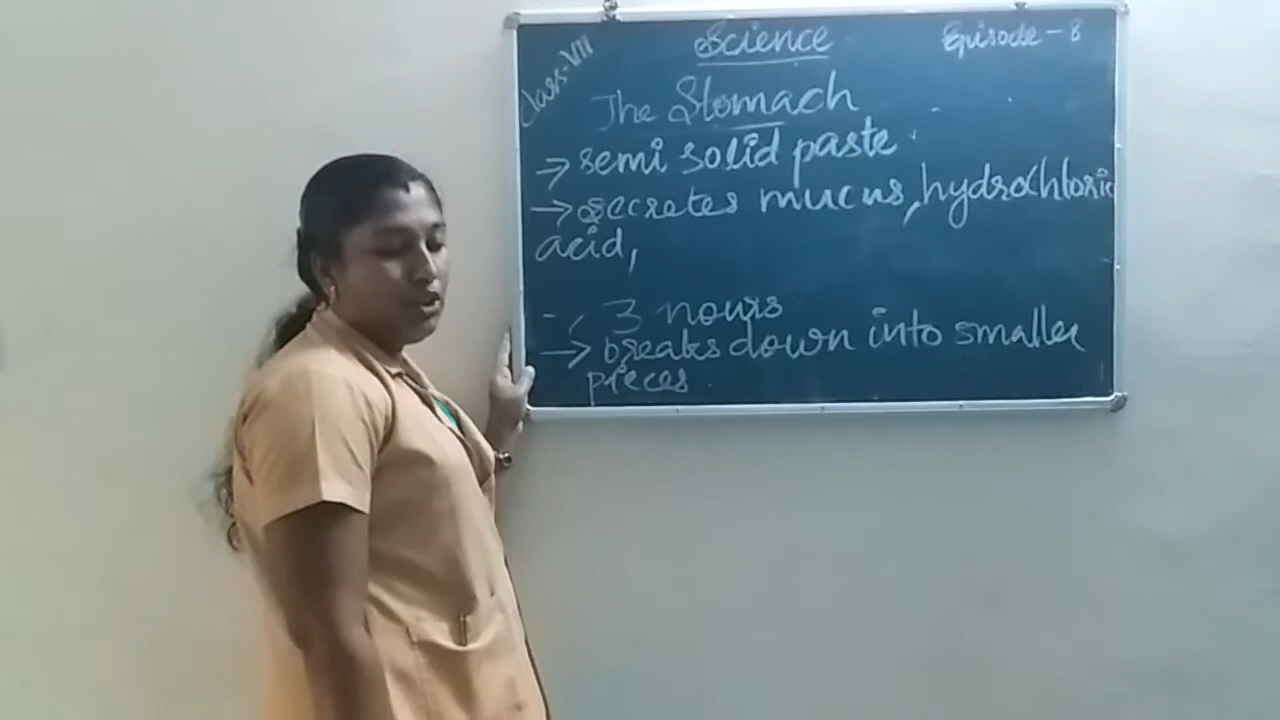 Class-VII
Science
Episode - 8
The Stomach
→ semi solid paste.
→ secretes mucus, hydrochloric
acid,
3 hours
→ breaks down into smaller
pieces.